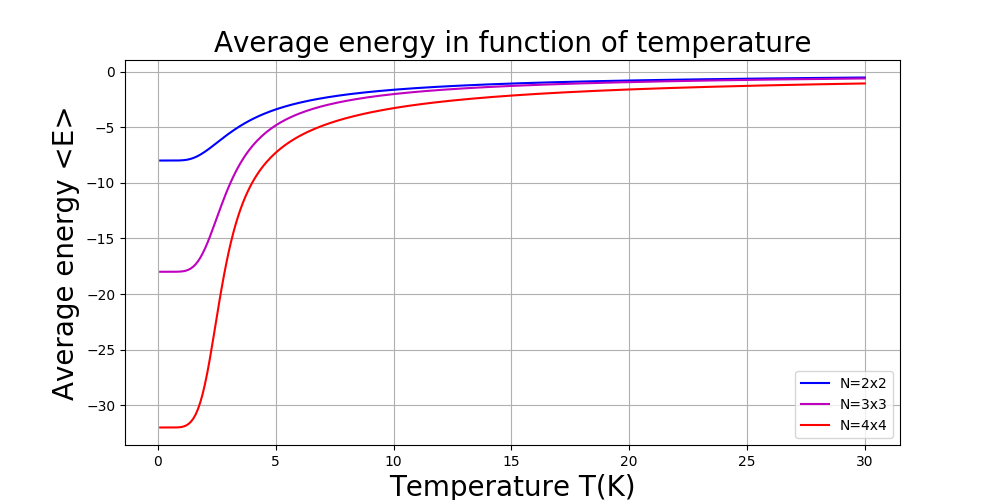 Average energy in function of temperature
Average energy <E>
0
−5
−10
−15
−20
−25
−30
0 5 10 15 20 25 30
Temperature T(K)
N=2x2
N=3x3
N=4x4